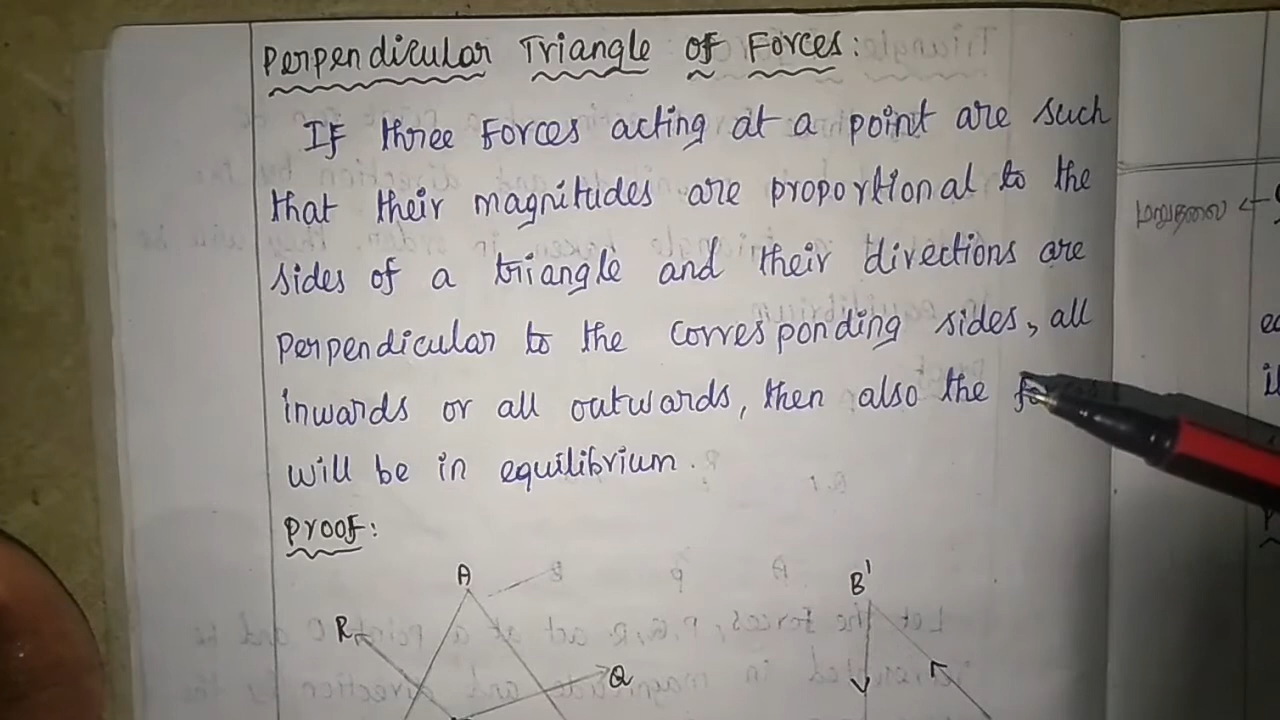 Perpendicular Triangle of Forces:
If three Forces acting at a point are such
that their magnitudes are proportional to the
sides of a triangle and their directions are
perpendicular to the corresponding sides, all
inwards or all outwards, then also the
will be in equilibrium.
Proof:
A
B'
R
Q
மறுதலை